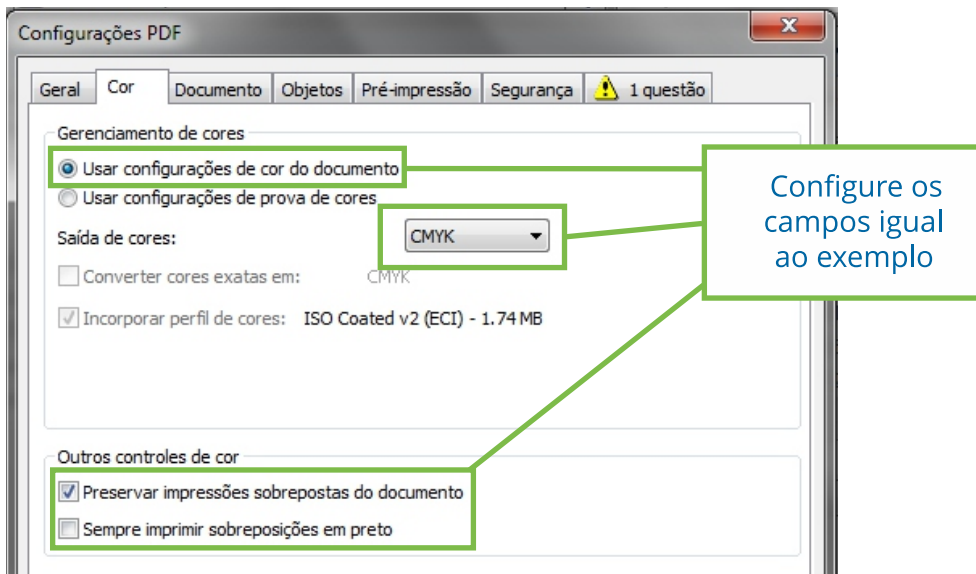 Configurações PDF
Geral Cor Documento Objetos Pré-impressão Segurança 1 questão
Gerenciamento de cores
Usar configurações de cor do documento
Usar configurações de prova de cores
Saída de cores: CMYK
Converter cores exatas em: CMYK
Incorporar perfil de cores: ISO Coated v2 (ECI) - 1.74 MB
Outros controles de cor
Preservar impressões sobrepostas do documento
Sempre imprimir sobreposições em preto
Configure os
campos igual
ao exemplo